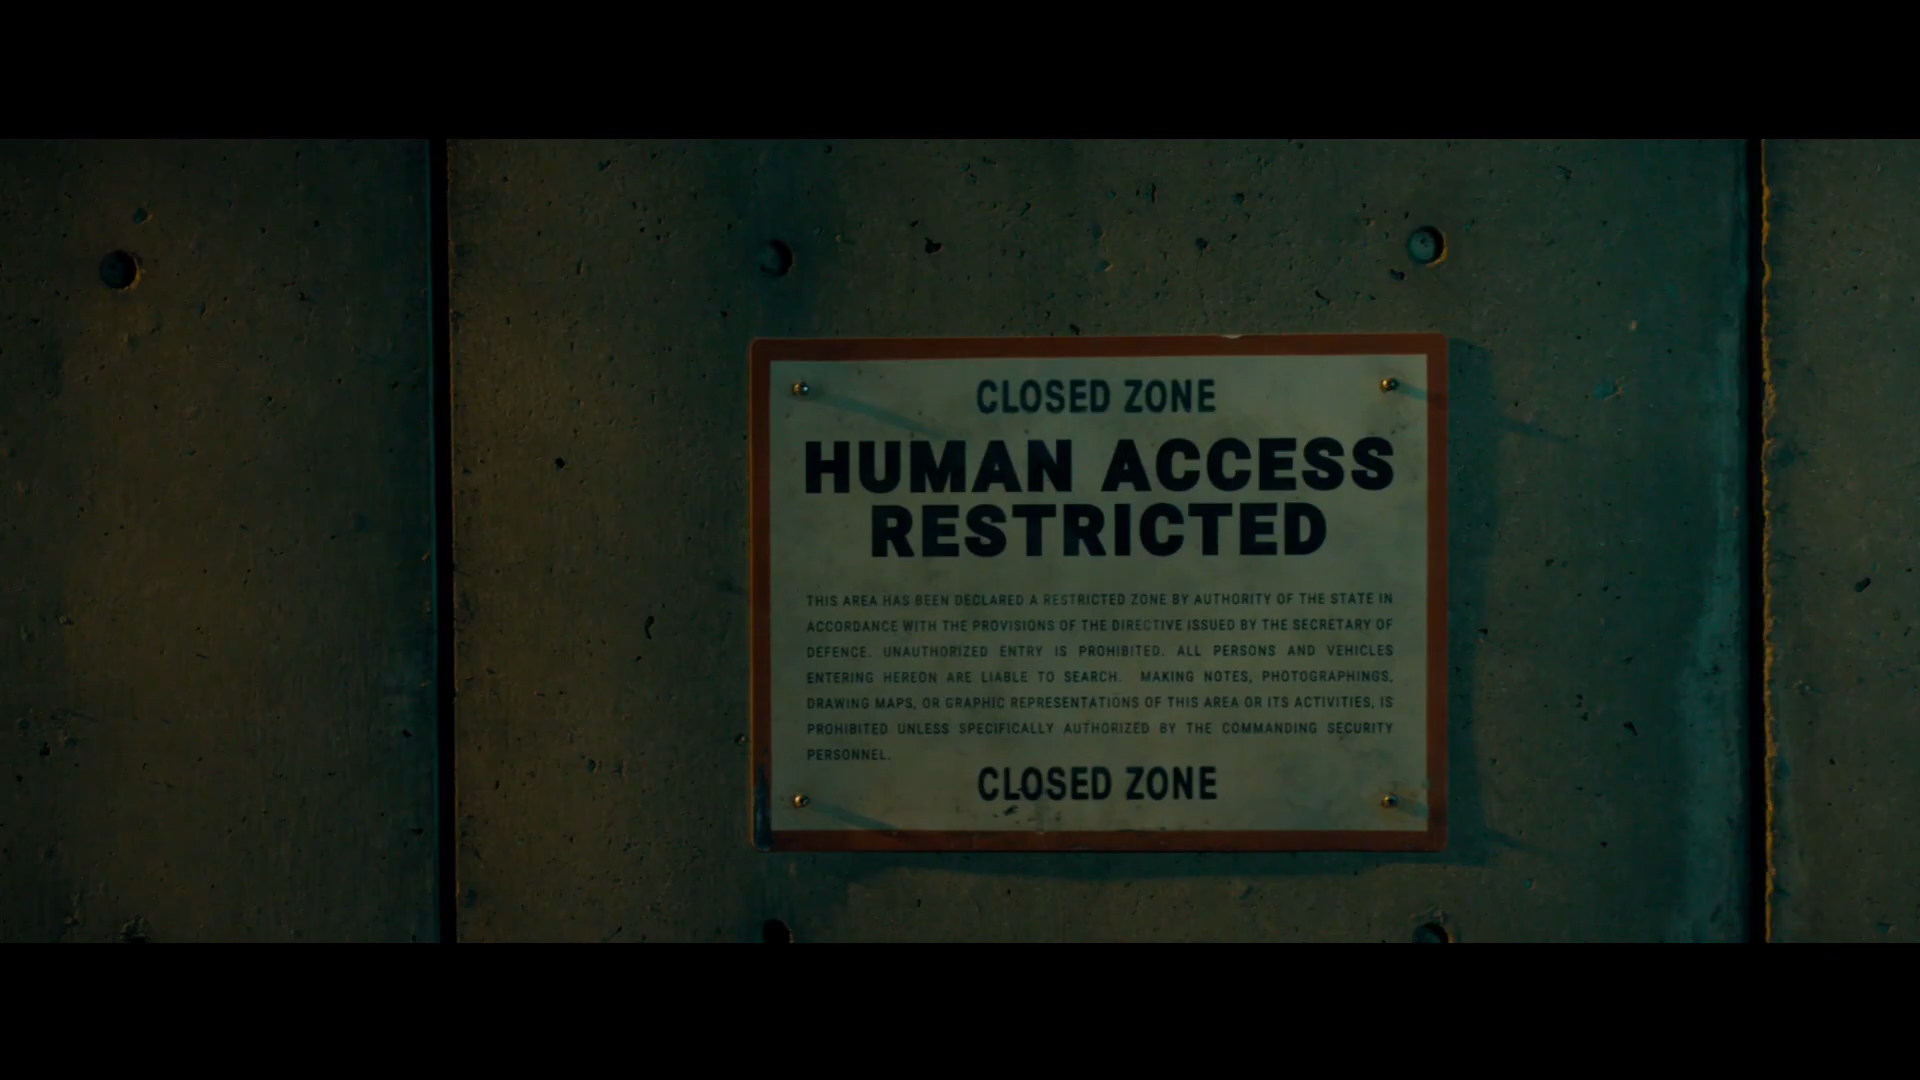 CLOSED ZONE
HUMAN ACCESS
RESTRICTED
THIS AREA HAS BEEN DECLARED A RESTRICTED ZONE BY AUTHORITY OF THE STATE IN
ACCORDANCE WITH THE PROVISIONS OF THE DIRECTIVE ISSUED BY THE SECRETARY OF
DEFENCE. UNAUTHORIZED ENTRY IS PROHIBITED. ALL PERSONS AND VEHICLES
ENTERING HEREON ARE LIABLE TO SEARCH. MAKING NOTES, PHOTOGRAPHINGS,
DRAWING MAPS, OR GRAPHIC REPRESENTATIONS OF THIS AREA OR ITS ACTIVITIES, IS
PROHIBITED UNLESS SPECIFICALLY AUTHORIZED BY THE COMMANDING SECURITY
PERSONNEL.
CLOSED ZONE